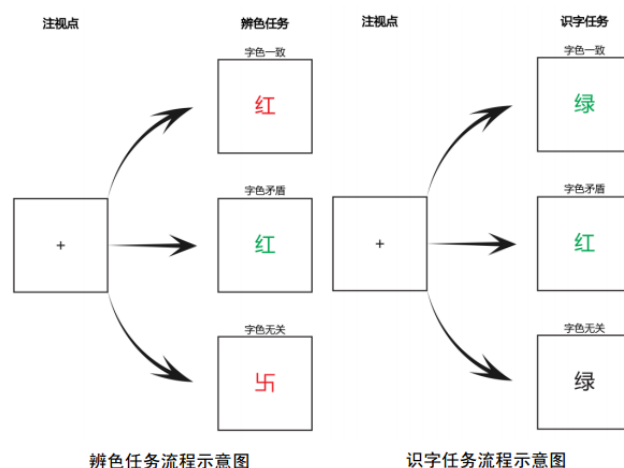 注视点
辨色任务
字色一致
红
+
字色矛盾
红
字色无关
卐
辨色任务流程示意图
注视点
识字任务
字色一致
绿
+
字色矛盾
红
字色无关
绿
识字任务流程示意图